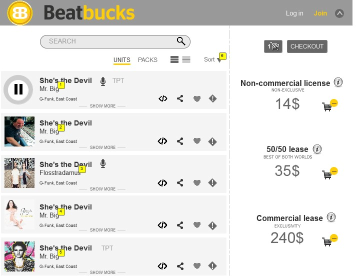 Beatbucks
Log in Join
SEARCH
UNITS PACKS Sort
CHECKOUT
She's the Devil TPT
Mr. Big
G-Funk, East Coast
SHOW MORE
She's the Devil
Mr. Big
G-Funk, East Coast
SHOW MORE
She's the Devil
Flosstradamus
G-Funk, East Coast
SHOW MORE
She's the Devil
Mr. Big
G-Funk, East Coast
SHOW MORE
She's the Devil TPT
Mr. Big
G-Funk, East Coast
SHOW MORE
Non-commercial license
NON-EXCLUSIVE
14$
50/50 lease
BEST OF BOTH WORLDS
35$
Commercial lease
EXCLUSIVITY
240$